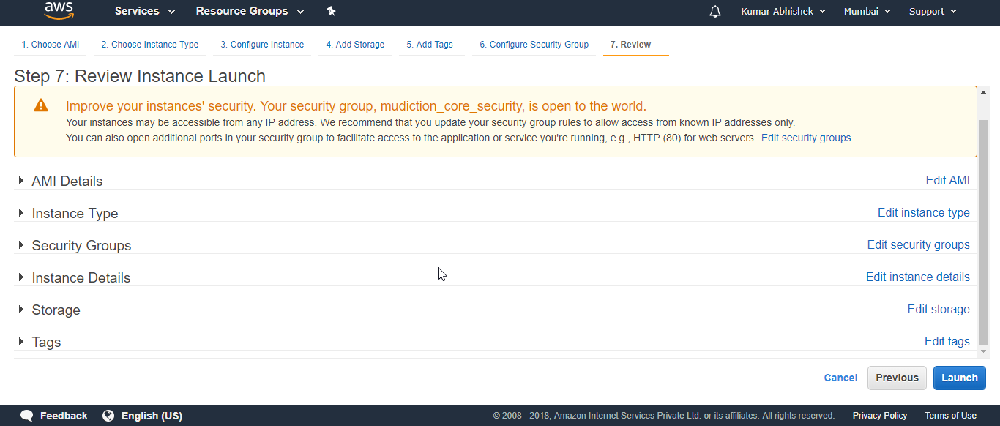 aws Services Resource Groups Kumar Abhishek Mumbai Support
1. Choose AMI 2. Choose Instance Type 3. Configure Instance 4. Add Storage 5. Add Tags 6. Configure Security Group 7. Review
Step 7: Review Instance Launch
Improve your instances' security. Your security group, mudiction_core_security, is open to the world.
Your instances may be accessible from any IP address. We recommend that you update your security group rules to allow access from known IP addresses only.
You can also open additional ports in your security group to facilitate access to the application or service you're running, e.g., HTTP (80) for web servers. Edit security groups
AMI Details Edit AMI
Instance Type Edit instance type
Security Groups Edit security groups
Instance Details Edit instance details
Storage Edit storage
Tags Edit tags
Cancel Previous Launch
Feedback English (US) © 2008 - 2018, Amazon Internet Services Private Ltd. or its affiliates. All rights reserved. Privacy Policy Terms of Use